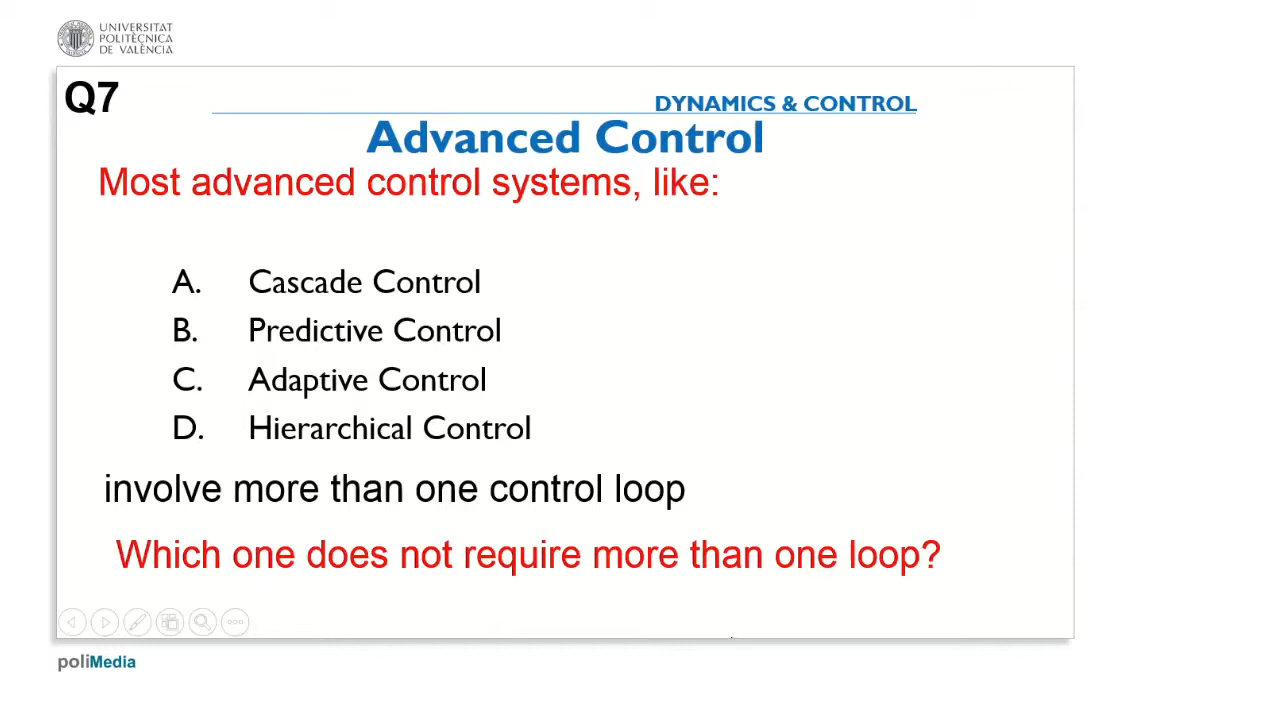 UNIVERSITAT
POLITÈCNICA
DE VALÈNCIA
Q7
DYNAMICS & CONTROL
Advanced Control
Most advanced control systems, like:
A. Cascade Control
B. Predictive Control
C. Adaptive Control
D. Hierarchical Control
involve more than one control loop
Which one does not require more than one loop?
poliMedia